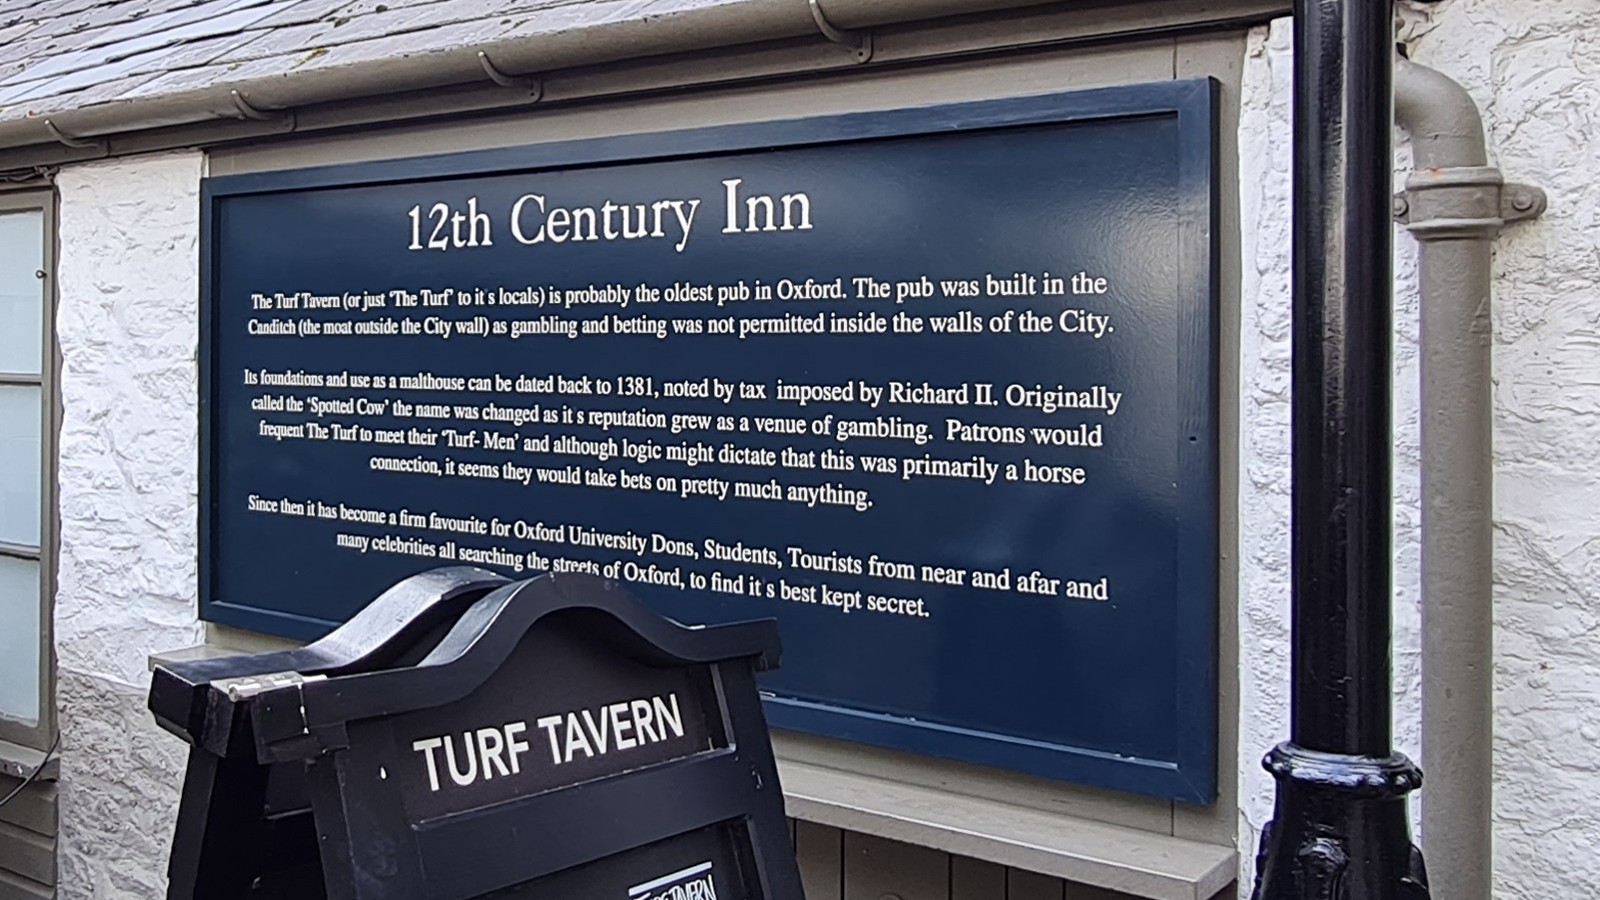 12th Century Inn
The Turf Tavern (or just 'The Turf' to it s locals) is probably the oldest pub in Oxford. The pub was built in the
Canditch (the moat outside the City wall) as gambling and betting was not permitted inside the walls of the City.
Its foundations and use as a malthouse can be dated back to 1381, noted by tax imposed by Richard II. Originally
called the 'Spotted Cow' the name was changed as it s reputation grew as a venue of gambling. Patrons would
frequent The Turf to meet their 'Turf- Men' and although logic might dictate that this was primarily a horse
connection, it seems they would take bets on pretty much anything.
Since then it has become a firm favourite for Oxford University Dons, Students, Tourists from near and afar and
many celebrities all searching the streets of Oxford, to find it s best kept secret.
TURF TAVERN
TAVERN